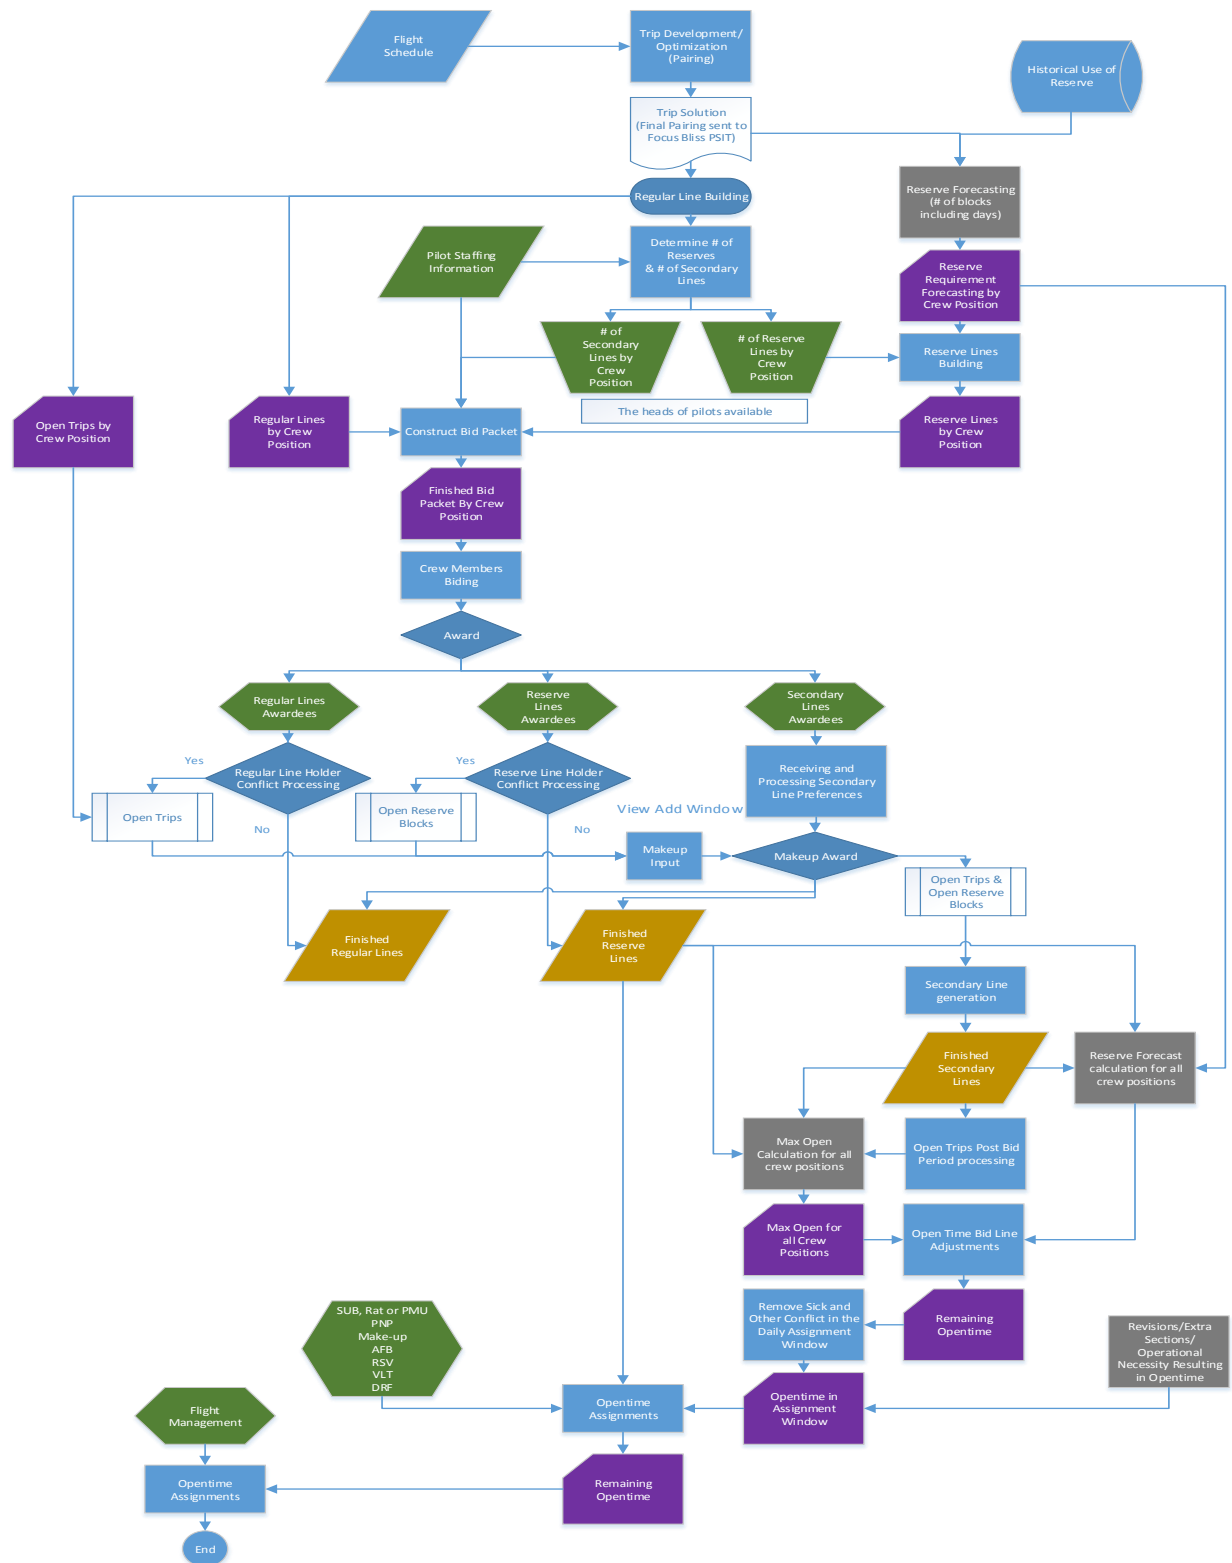 Flight
Schedule
Trip Development/
Optimization
(Pairing)
Historical Use of
Reserve
Trip Solution
(Final Pairing sent to
Focus Bliss PSIT)
Regular Line Building
Reserve Forecasting
(# of blocks
including days)
Pilot Staffing
Information
Determine # of
Reserves
& # of Secondary
Lines
Reserve
Requirement
Forecasting by
Crew Position
# of
Secondary
Lines by
Crew
Position
# of Reserve
Lines by
Crew
Position
Reserve Lines
Building
The heads of pilots available
Open Trips by
Crew Position
Regular Lines
by Crew
Position
Construct Bid Packet
Reserve Lines
by Crew
Position
Finished Bid
Packet By Crew
Position
Crew Members
Biding
Award
Regular Lines
Awardees
Reserve
Lines
Awardees
Secondary
Lines
Awardees
Yes
Regular Line Holder
Conflict Processing
Yes
Reserve Line Holder
Conflict Processing
Receiving and
Processing Secondary
Line Preferences
Open Trips
Open Reserve
Blocks
View Add Window
No
No
Makeup
Input
Makeup Award
Open Trips &
Open Reserve
Blocks
Finished
Regular Lines
Finished
Reserve
Lines
Secondary Line
generation
Finished
Secondary
Lines
Reserve Forecast
calculation for all
crew positions
Max Open
Calculation for all
crew positions
Open Trips Post Bid
Period processing
Max Open for
all Crew
Positions
Open Time Bid Line
Adjustments
SUB, Rat or PMU
PNP
Make-up
AFB
RSV
VLT
DRF
Remove Sick and
Other Conflict in the
Daily Assignment
Window
Remaining
Opentime
Revisions/Extra
Sections/
Operational
Necessity Resulting
in Opentime
Flight
Management
Opentime
Assignments
Opentime in
Assignment
Window
Opentime
Assignments
Remaining
Opentime
End